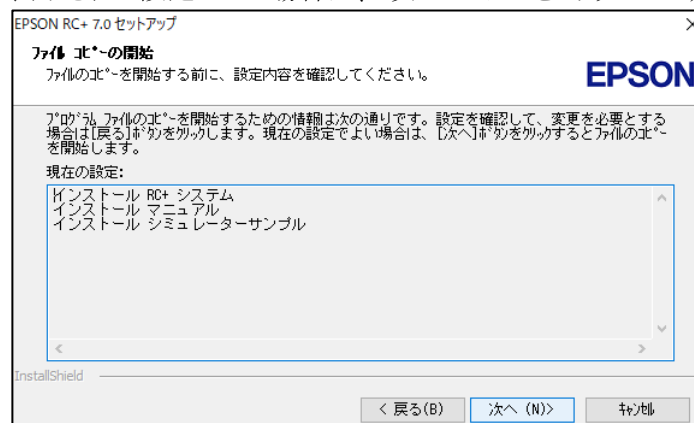 EPSON RC+ 7.0 セットアップ
ファイル コピーの開始
ファイルのコピーを開始する前に、設定内容を確認してください。
EPSON
プログラム ファイルのコピーを開始するための情報は次の通りです。設定を確認して、変更を必要とする
場合は[戻る]ボタンをクリックします。現在の設定でよい場合は、[次へ]ボタンをクリックするとファイルのコピー
を開始します。
現在の設定:
インストール RC+ システム
インストール マニュアル
インストール シミュレーターサンプル
InstallShield
< 戻る(B)
次へ (N)>
キャンセル